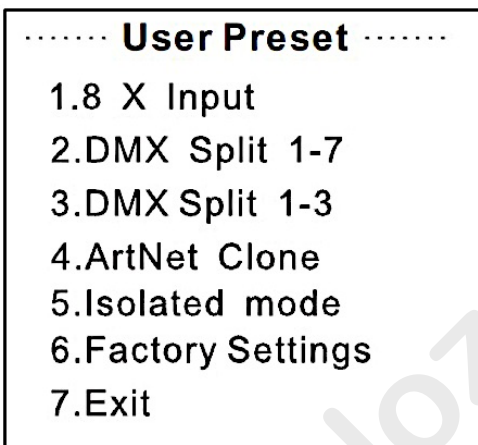 ······· User Preset ·······
1.8 X Input
2.DMX Split 1-7
3.DMX Split 1-3
4.ArtNet Clone
5.Isolated mode
6.Factory Settings
7.Exit